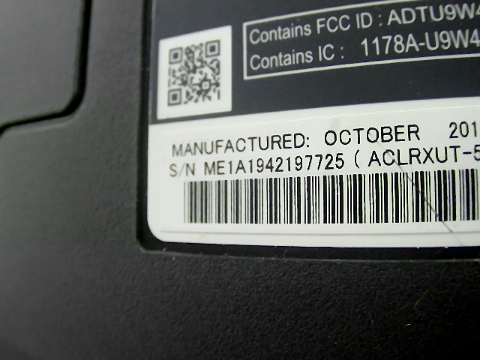 Contains FCC ID : ADTU9W4
Contains IC : 1178A-U9W4
MANUFACTURED: OCTOBER 201
S/N ME1A1942197725 ( ACLRXUT-5